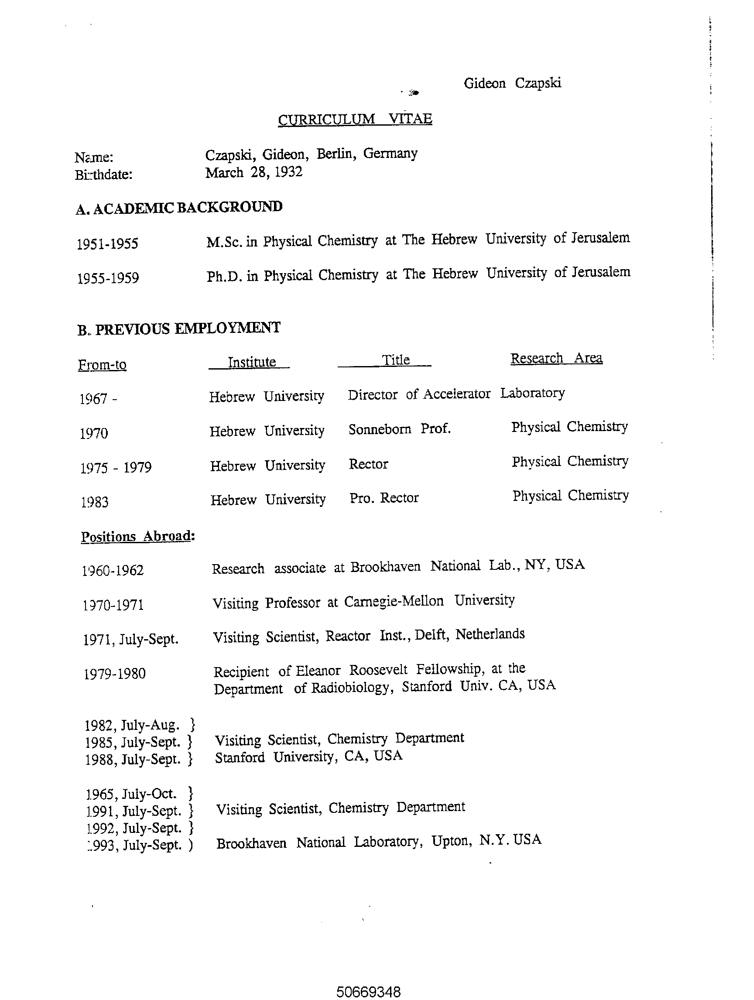 Gideon Czapski
CURRICULUM VITAE
Name: Czapski, Gideon, Berlin, Germany
Birthdate: March 28, 1932
A. ACADEMIC BACKGROUND
1951-1955 M.Sc. in Physical Chemistry at The Hebrew University of Jerusalem
1955-1959 Ph.D. in Physical Chemistry at The Hebrew University of Jerusalem
B. PREVIOUS EMPLOYMENT
From-to Institute Title Research Area
1967 - Hebrew University Director of Accelerator Laboratory
1970 Hebrew University Sonneborn Prof. Physical Chemistry
1975 - 1979 Hebrew University Rector Physical Chemistry
1983 Hebrew University Pro. Rector Physical Chemistry
Positions Abroad:
1960-1962 Research associate at Brookhaven National Lab., NY, USA
1970-1971 Visiting Professor at Carnegie-Mellon University
1971, July-Sept. Visiting Scientist, Reactor Inst., Delft, Netherlands
1979-1980 Recipient of Eleanor Roosevelt Fellowship, at the
Department of Radiobiology, Stanford Univ. CA, USA
1982, July-Aug. }
1985, July-Sept. } Visiting Scientist, Chemistry Department
1988, July-Sept. } Stanford University, CA, USA
1965, July-Oct. }
1991, July-Sept. } Visiting Scientist, Chemistry Department
1992, July-Sept. }
1993, July-Sept. ) Brookhaven National Laboratory, Upton, N.Y. USA
50669348